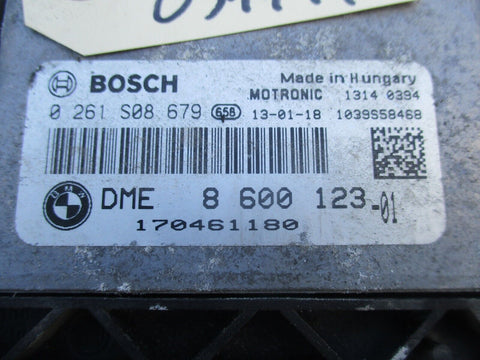 BOSCH
Made in Hungary
MOTRONIC 1314 0394
0 261 S08 679 658 13-01-18 1039S58468
DME 8 600 123-01
170461180